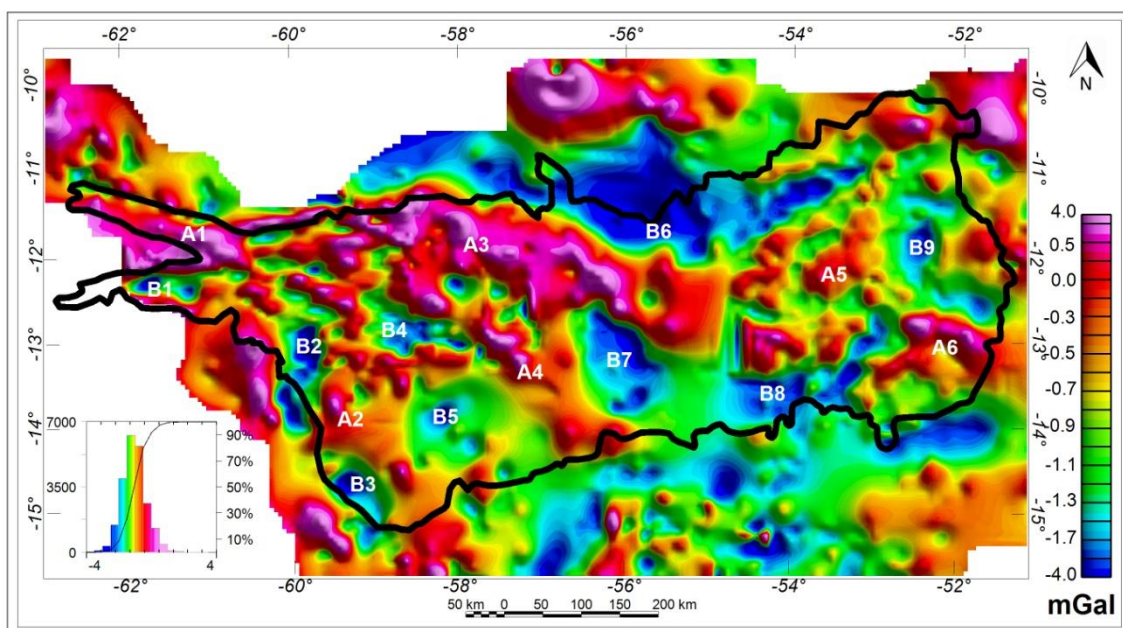 -62° -60° -58° -56° -54° -52°
-10° -10°
N
-11° -11°
A1 A3 B6 B9
4.0
0.5
-12° A5 -12°
0.0
B1
-0.3
B4
-13° B2 A6 -13°
-0.5
A4 B7
-0.7
B8
A2 B5
-0.9
-14° -14°
-1.1
7000 90%
70%
-1.3
B3
3500 50%
-1.7
-15° 30% -15°
10%
0
-4.0
-4 4
mGal
-62° -60° -58° -56° -54° -52°
50 km 0 50 100 150 200 km